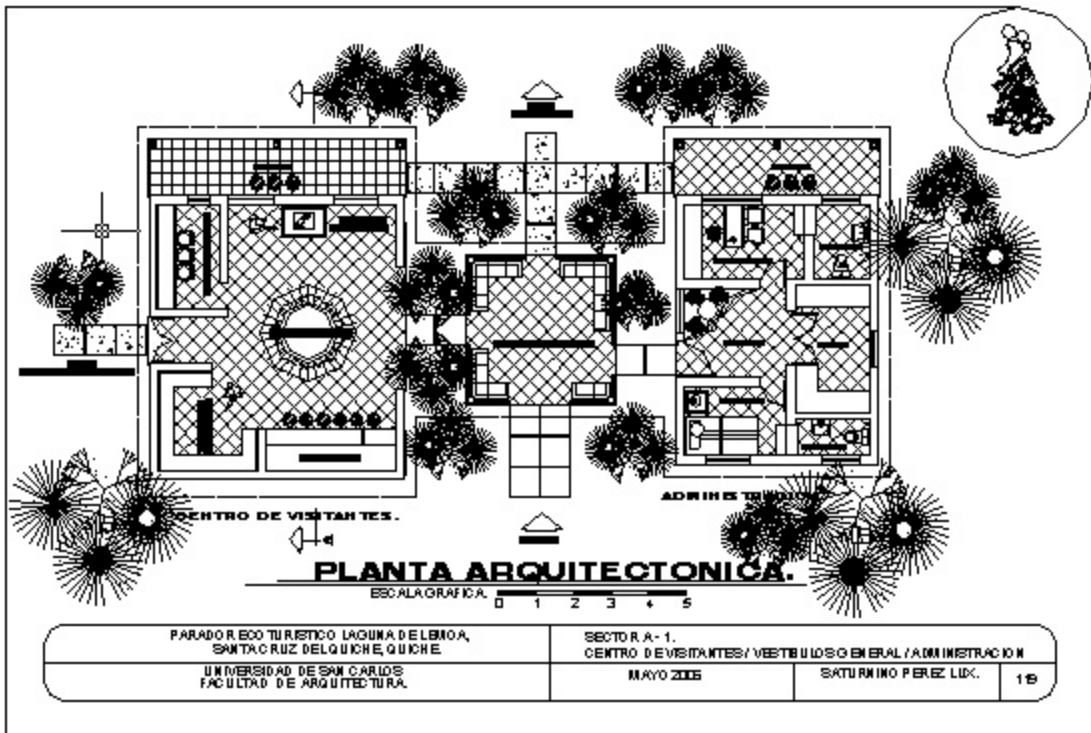 CENTRO DE VISITANTES.
ADMINISTRACION
PLANTA ARQUITECTONICA.
ESCALA GRAFICA.
0 1 2 3 4 5
PARADOR ECOTURISTICO LAGUNA DE LEMOA,
SANTA CRUZ DEL QUICHE, QUICHE.
SECTOR A-1.
CENTRO DE VISITANTES / VESTIBULOS GENERAL / ADMINISTRACION
UNIVERSIDAD DE SAN CARLOS
FACULTAD DE ARQUITECTURA.
MAYO 2005
SATURNINO PEREZ LUX.
119